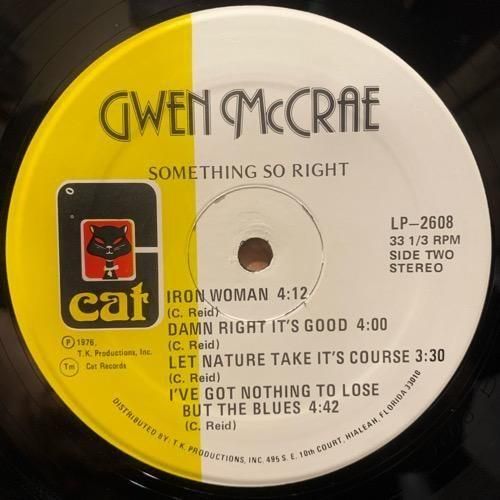 GWEN McCRAE
SOMETHING SO RIGHT
LP-2608
33 1/3 RPM
SIDE TWO
STEREO
cat
IRON WOMAN 4:12
(C. Reid)
DAMN RIGHT IT'S GOOD 4:00
(C. Reid)
LET NATURE TAKE IT'S COURSE 3:30
(C. Reid)
I'VE GOT NOTHING TO LOSE
BUT THE BLUES 4:42
(C. Reid)
Ⓟ 1976,
T.K. Productions, Inc.
Tm Cat Records
DISTRIBUTED BY: T.K. PRODUCTIONS, INC. 495 S.E. 10th COURT, HIALEAH, FLORIDA 33010